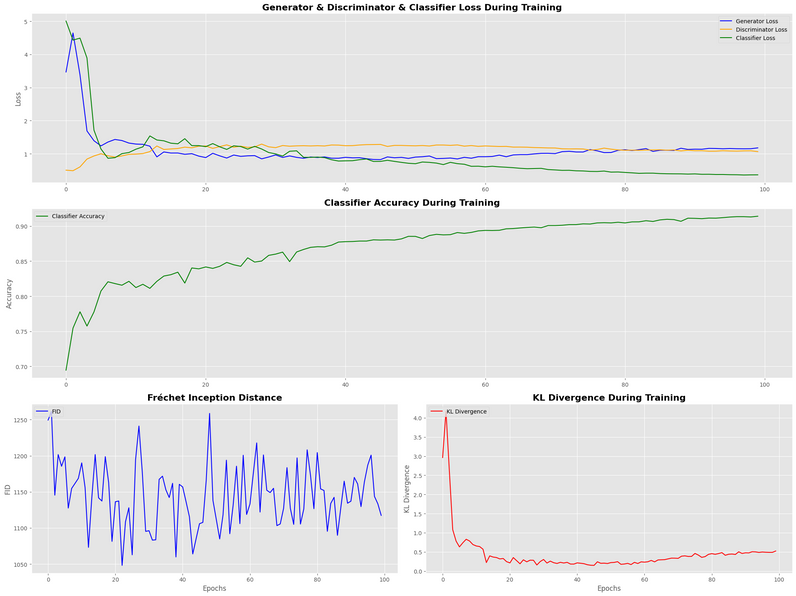 Generator & Discriminator & Classifier Loss During Training
5
4
3
2
1
Loss
Generator Loss
Discriminator Loss
Classifier Loss
0 20 40 60 80 100
Classifier Accuracy During Training
Classifier Accuracy
0.90
0.85
0.80
0.75
0.70
Accuracy
0 20 40 60 80 100
Fréchet Inception Distance
FID
1250
1200
1150
1100
1050
FID
0 20 40 60 80 100
Epochs
KL Divergence During Training
KL Divergence
4.0
3.5
3.0
2.5
2.0
1.5
1.0
0.5
0.0
KL Divergence
0 20 40 60 80 100
Epochs